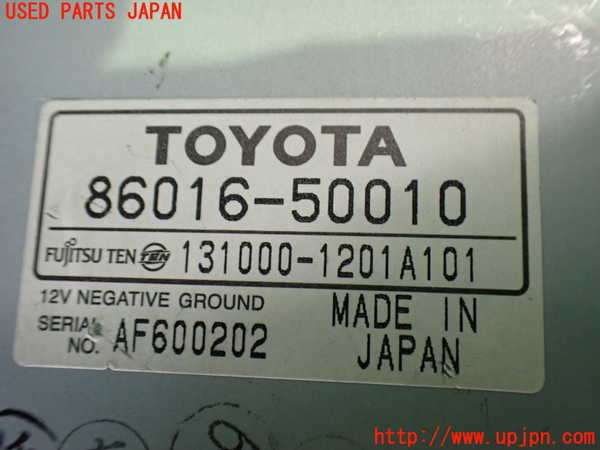 USED PARTS JAPAN
TOYOTA
86016-50010
FUJITSU TEN TEN 131000-1201A101
12V NEGATIVE GROUND
SERIAL NO. AF600202
MADE IN JAPAN
http://www.upjpn.com/